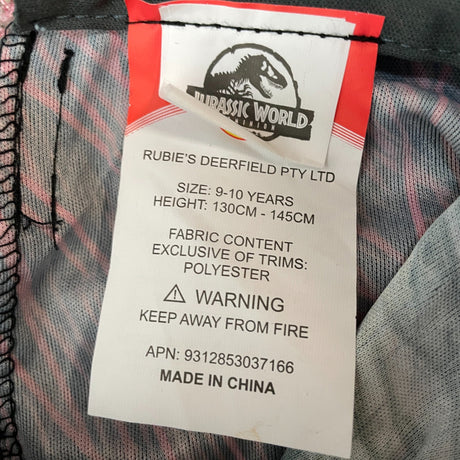 JURASSIC WORLD
DOMINION
RUBIE'S DEERFIELD PTY LTD
SIZE: 9-10 YEARS
HEIGHT: 130CM - 145CM
FABRIC CONTENT
EXCLUSIVE OF TRIMS:
POLYESTER
⚠ WARNING
KEEP AWAY FROM FIRE
APN: 9312853037166
MADE IN CHINA